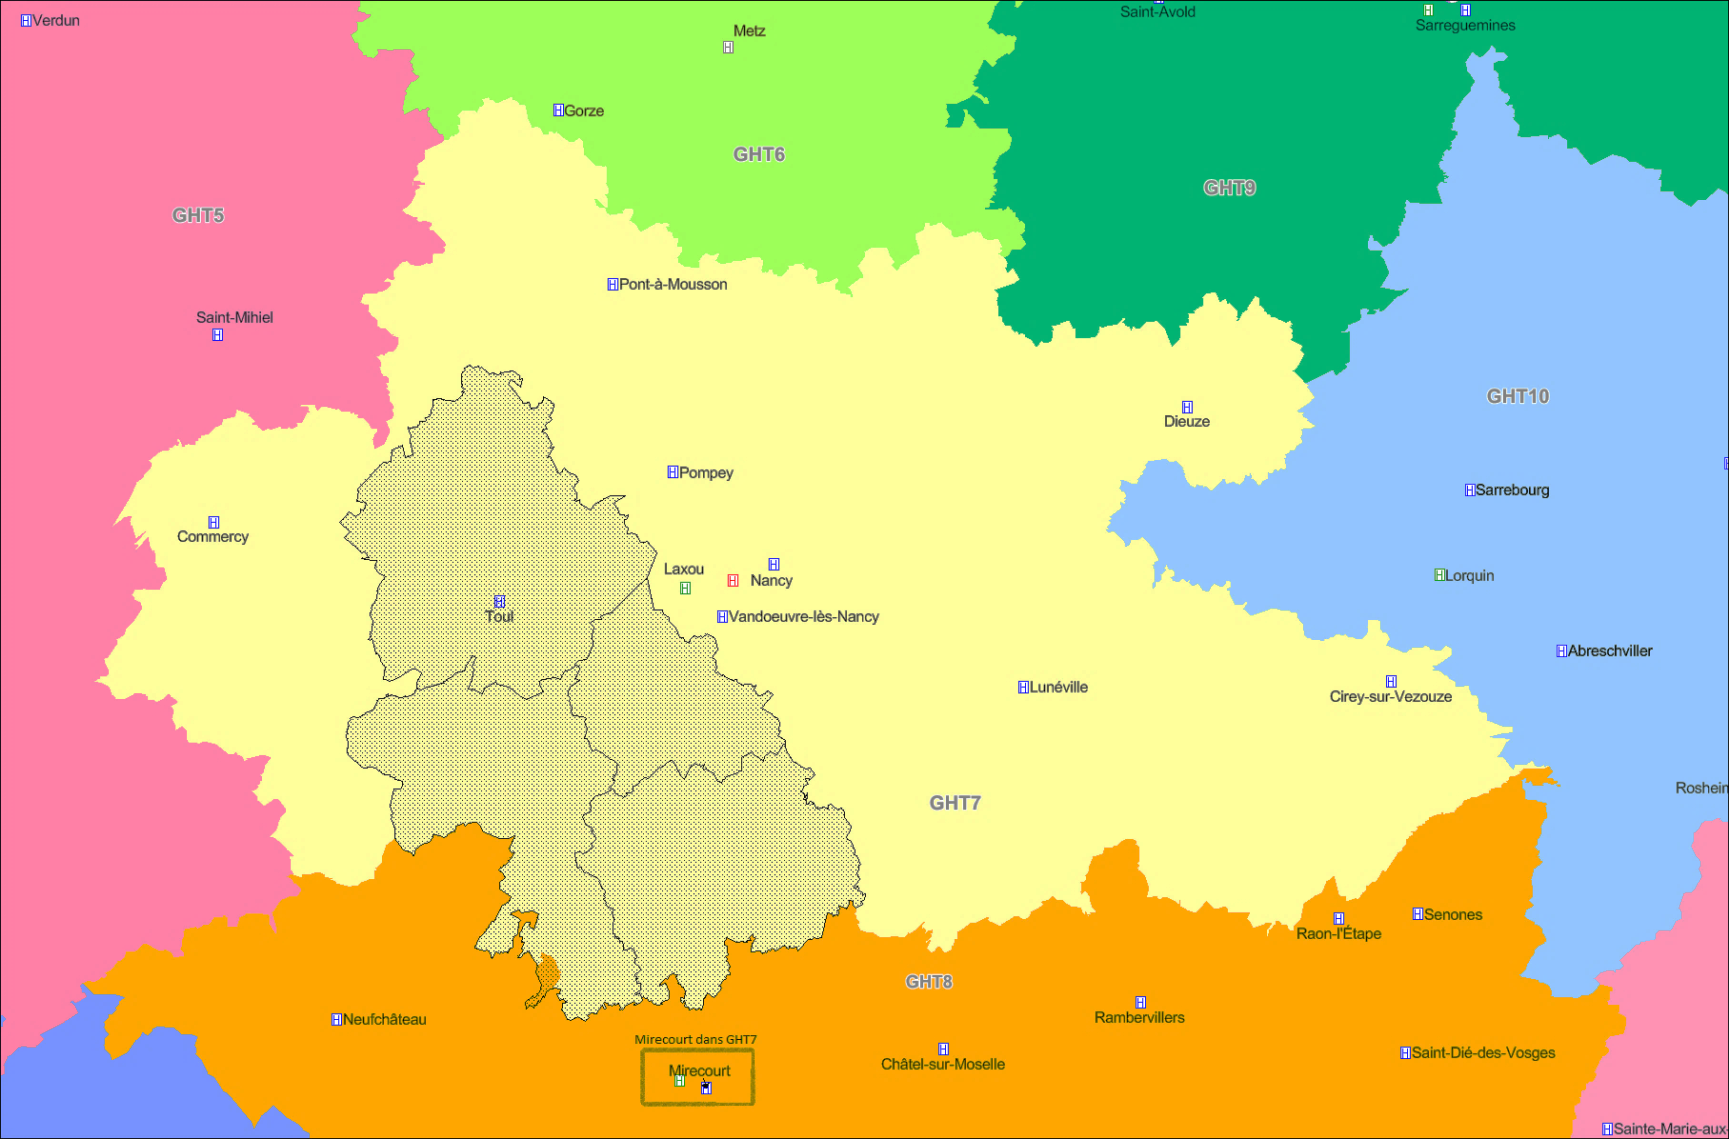 Verdun
Metz
Saint-Avold
Sarreguemines
Gorze
GHT6
GHT9
GHT5
Pont-à-Mousson
Saint-Mihiel
GHT10
Dieuze
Pompey
Sarrebourg
Commercy
Laxou
Nancy
Lorquin
Toul
Vandoeuvre-lès-Nancy
Abreschviller
Lunéville
Cirey-sur-Vezouze
Roshein
GHT7
Senones
Raon-l'Étape
GHT8
Neufchâteau
Rambervillers
Mirecourt dans GHT7
Châtel-sur-Moselle
Saint-Dié-des-Vosges
Mirecourt
Sainte-Marie-aux-